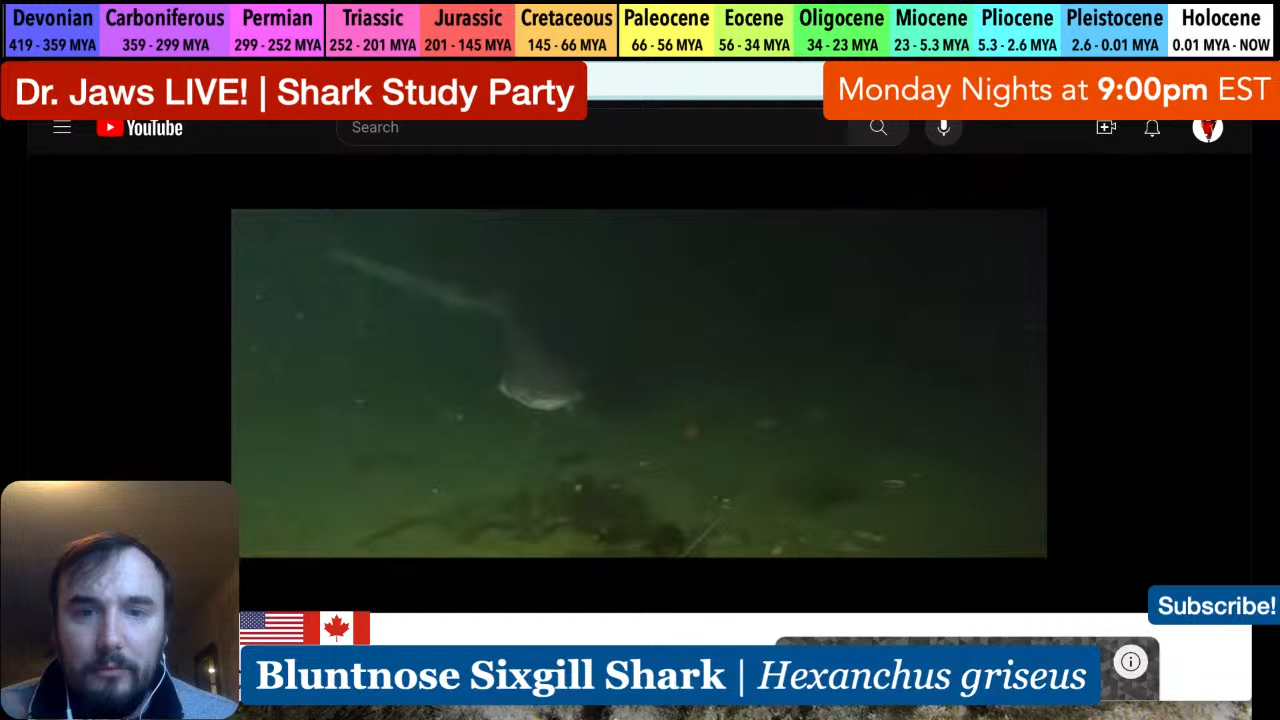 Devonian Carboniferous Permian Triassic Jurassic Cretaceous Paleocene Eocene Oligocene Miocene Pliocene Pleistocene Holocene
419 - 359 MYA 359 - 299 MYA 299 - 252 MYA 252 - 201 MYA 201 - 145 MYA 145 - 66 MYA 66 - 56 MYA 56 - 34 MYA 34 - 23 MYA 23 - 5.3 MYA 5.3 - 2.6 MYA 2.6 - 0.01 MYA 0.01 MYA - NOW
Dr. Jaws LIVE! | Shark Study Party
Monday Nights at 9:00pm EST
YouTube
Search
Subscribe!
Bluntnose Sixgill Shark | Hexanchus griseus